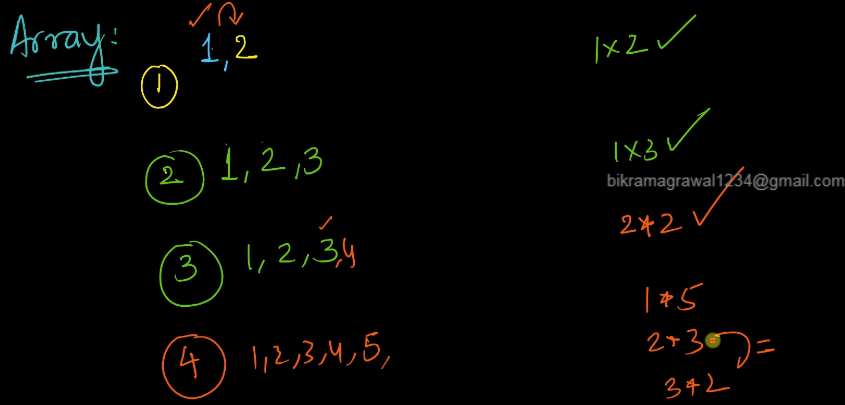 Array:
1, 2
1
1x2
2 1, 2, 3
1x3
bikramagrawal1234@gmail.com
2*2
3 1, 2, 3, 4
1*5
4 1, 2, 3, 4, 5,
2*3 =
3*2